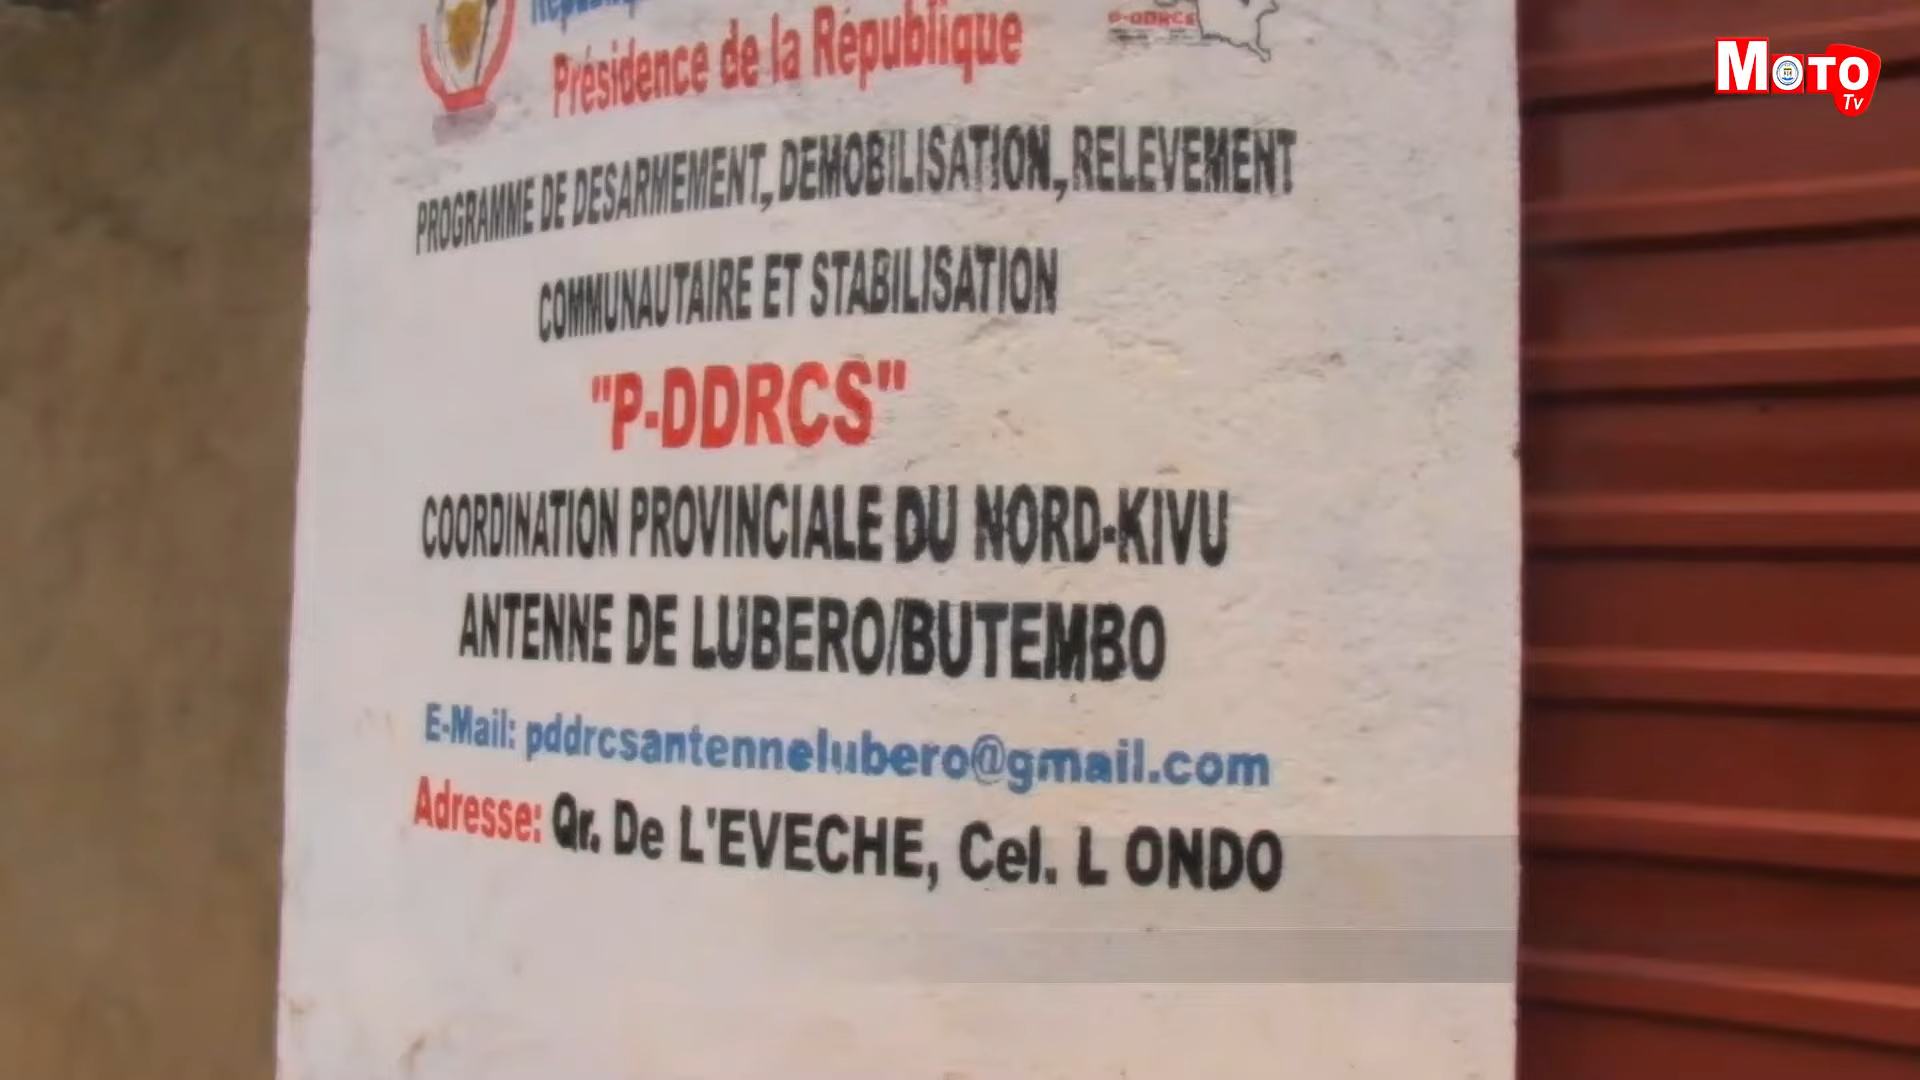 Présidence de la République
P-DDRCS
MOTO
Tv
PROGRAMME DE DESARMEMENT, DEMOBILISATION, RELEVEMENT
COMMUNAUTAIRE ET STABILISATION
"P-DDRCS"
COORDINATION PROVINCIALE DU NORD-KIVU
ANTENNE DE LUBERO/BUTEMBO
E-Mail: pddrcsantennelubero@gmail.com
Adresse: Qr. De L'EVECHE, Cel. L ONDO